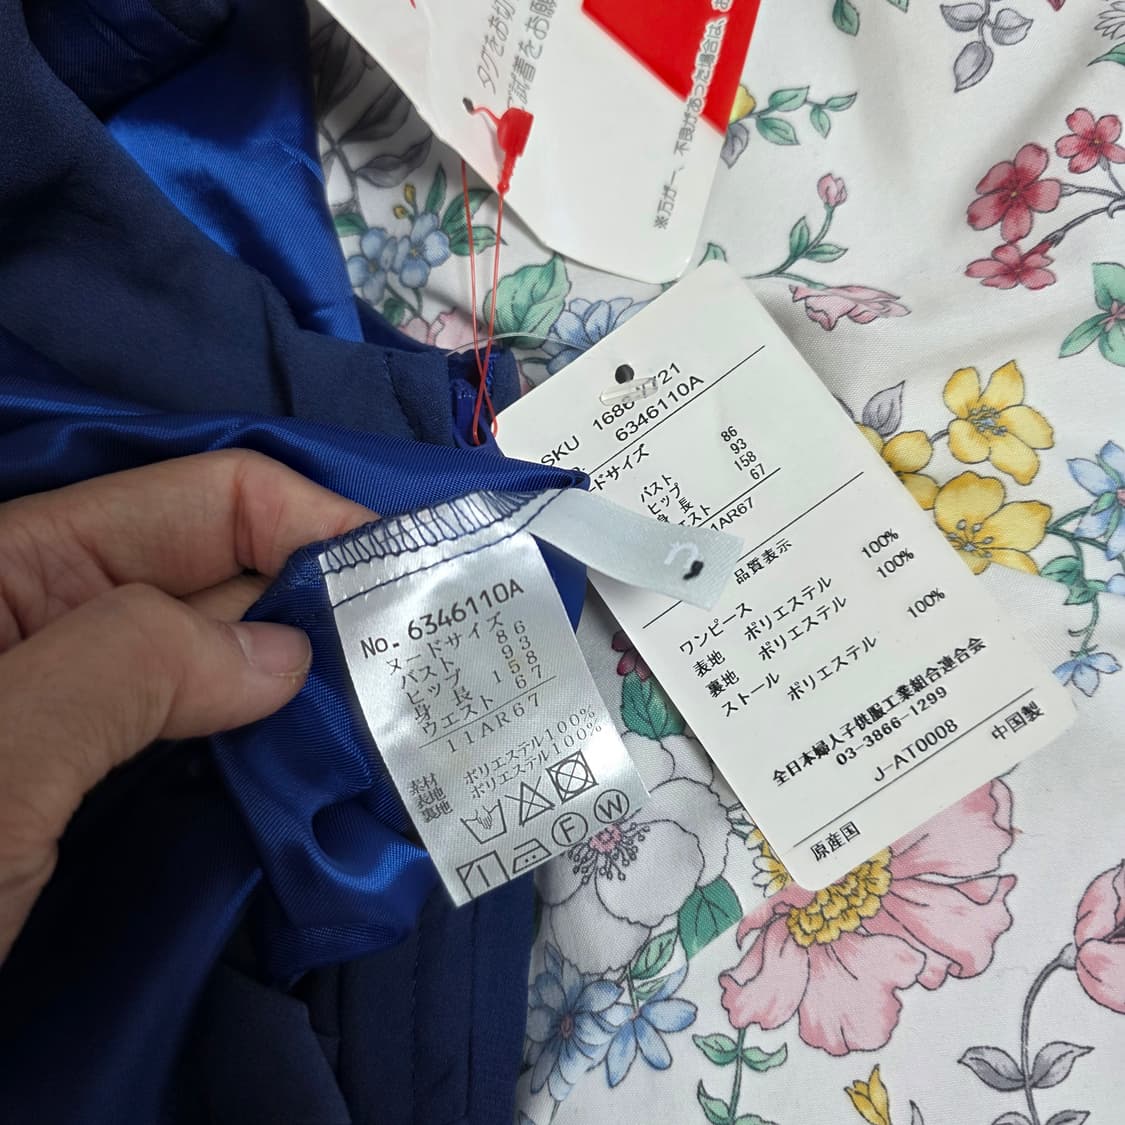 タグをお切
ご試着をお願
※万が一、不良があった場合は、お
SKU
6346110A
ードサイズ
バスト 86
ヒップ 93
身長 158
エスト 67
11AR67
品質表示
ワンピース
表地 ポリエステル 100%
裏地 ポリエステル 100%
ストール
ポリエステル 100%
全日本婦人子供服工業組合連合会
03-3866-1299
J-AT0008
原産国 中国製
No. 6346110A
ヌードサイズ
バスト 86
ヒップ 93
身長 158
ウエスト 67
11AR67
素材
表地 ポリエステル100%
裏地 ポリエステル100%
F W